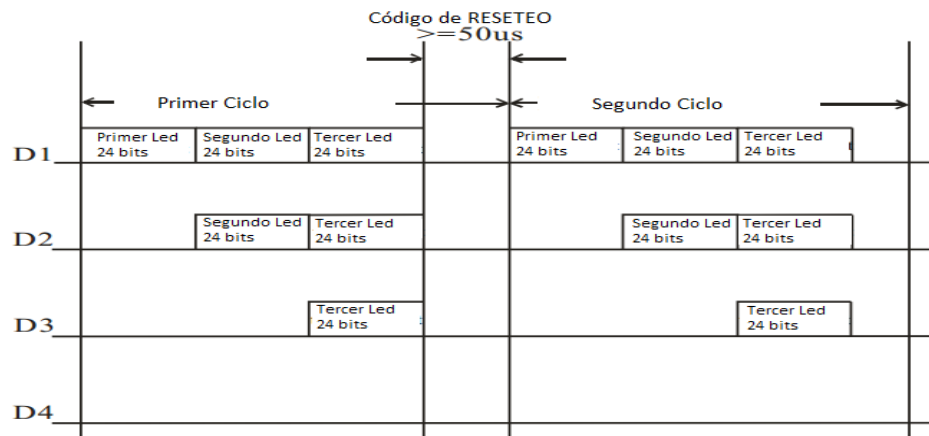 Código de RESETEO
>=50us
Primer Ciclo
Segundo Ciclo
D1
Primer Led
24 bits
Segundo Led
24 bits
Tercer Led
24 bits
Primer Led
24 bits
Segundo Led
24 bits
Tercer Led
24 bits
D2
Segundo Led
24 bits
Tercer Led
24 bits
Segundo Led
24 bits
Tercer Led
24 bits
D3
Tercer Led
24 bits
Tercer Led
24 bits
D4